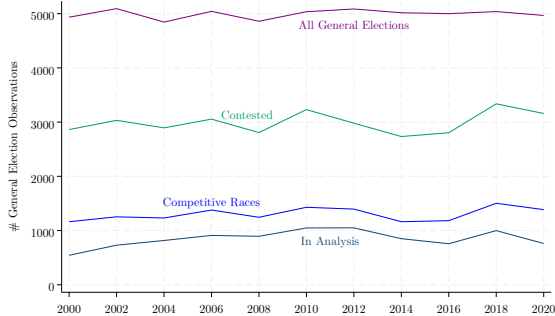 5000
All General Elections
4000
Contested
3000
2000
Competitive Races
1000
In Analysis
0
# General Election Observations
2000 2002 2004 2006 2008 2010 2012 2014 2016 2018 2020